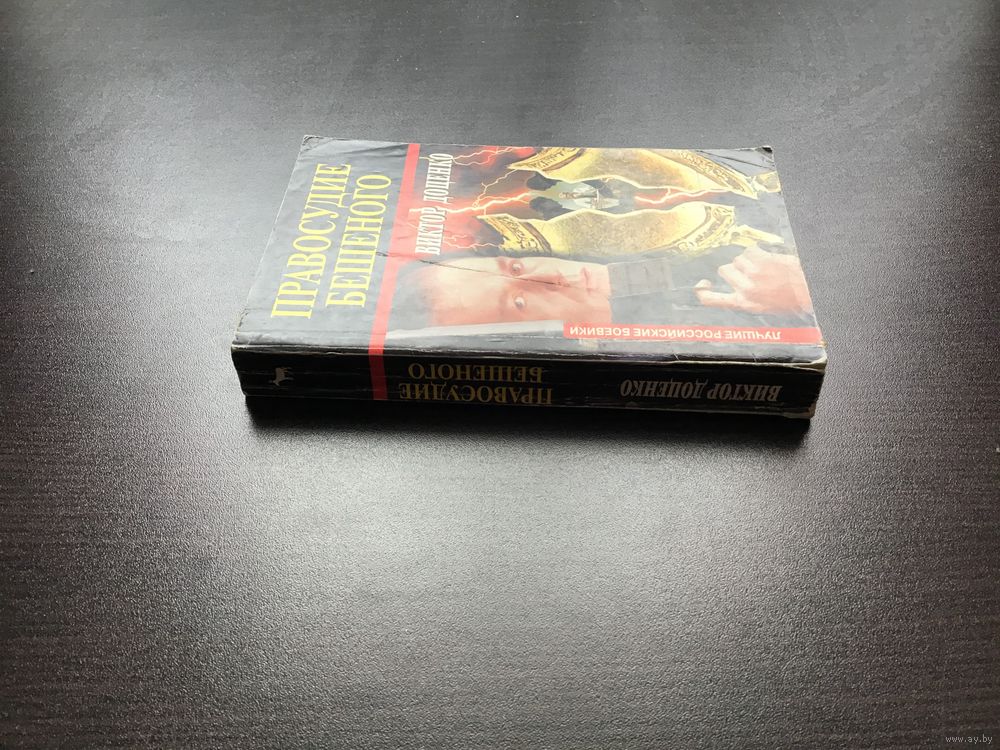 ПРАВОСУДИЕ
БЕШЕНОГО
ВИКТОР ДОЦЕНКО
ЛУЧШИЕ РОССИЙСКИЕ БОЕВИКИ
ВИКТОР ДОЦЕНКО
ПРАВОСУДИЕ
БЕШЕНОГО
www.ay.by